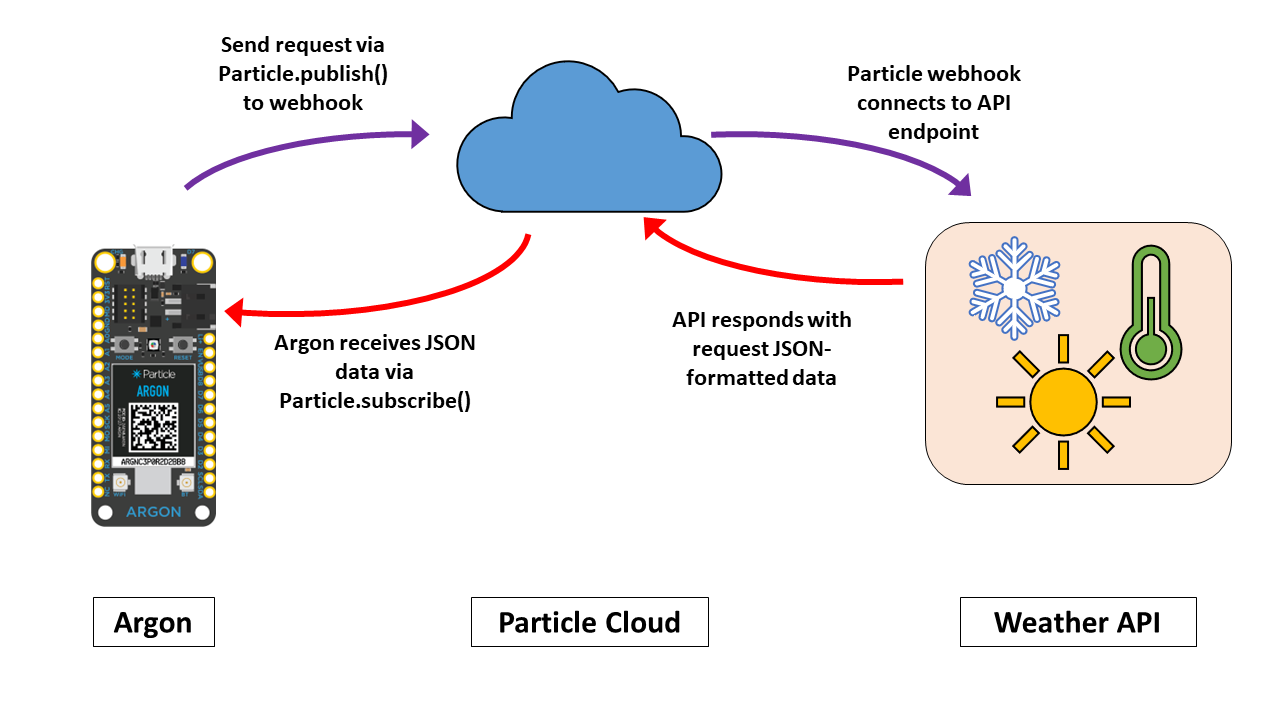 Send request via
Particle.publish()
to webhook
Particle webhook
connects to API
endpoint
API responds with
request JSON-
formatted data
Argon receives JSON
data via
Particle.subscribe()
MODE
RESET
Particle
ARGON
ARGNC3P0R2D2BB8
WIFI
BT
ARGON
Argon
Particle Cloud
Weather API